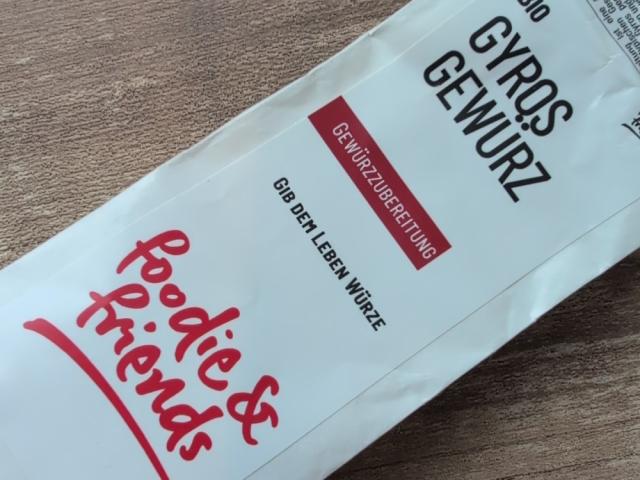 BIO
GYROS
GEWÜRZ
GEWÜRZZUBEREITUNG
GIB DEM LEBEN WÜRZE
foodie &
friends